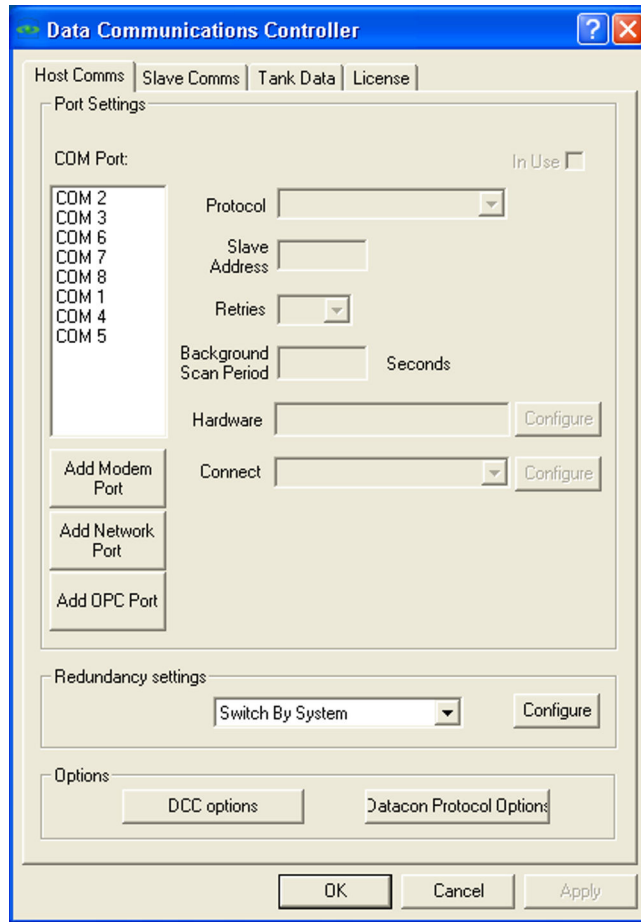 Data Communications Controller
Host Comms
Slave Comms
Tank Data
License
Port Settings
COM Port:
In Use
COM 2
COM 3
COM 6
COM 7
COM 8
COM 1
COM 4
COM 5
Protocol
Slave
Address
Retries
Background
Scan Period
Seconds
Hardware
Configure
Connect
Configure
Add Modem
Port
Add Network
Port
Add OPC Port
Redundancy settings
Switch By System
Configure
Options
DCC options
Datacon Protocol Options
OK
Cancel
Apply